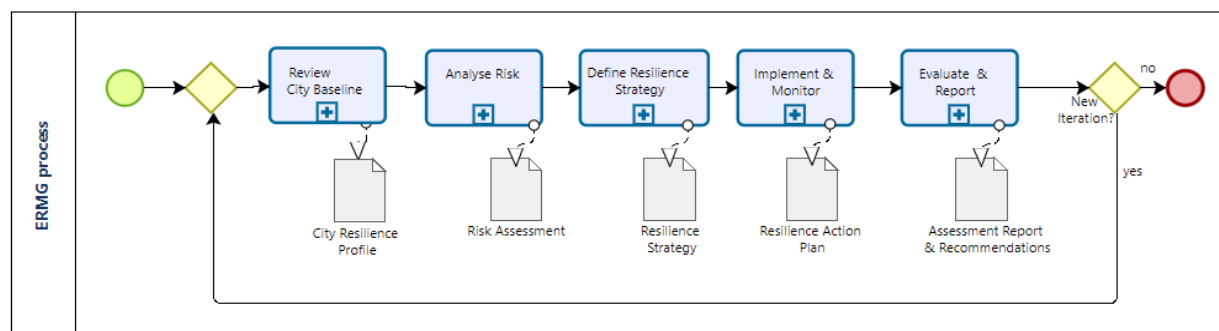 ERMG process
Review
City Baseline
Analyse Risk
Define Resilience
Strategy
Implement &
Monitor
Evaluate &
Report
no
New
Iteration?
yes
City Resilience
Profile
Risk Assessment
Resilience
Strategy
Resilience Action
Plan
Assessment Report
& Recommendations